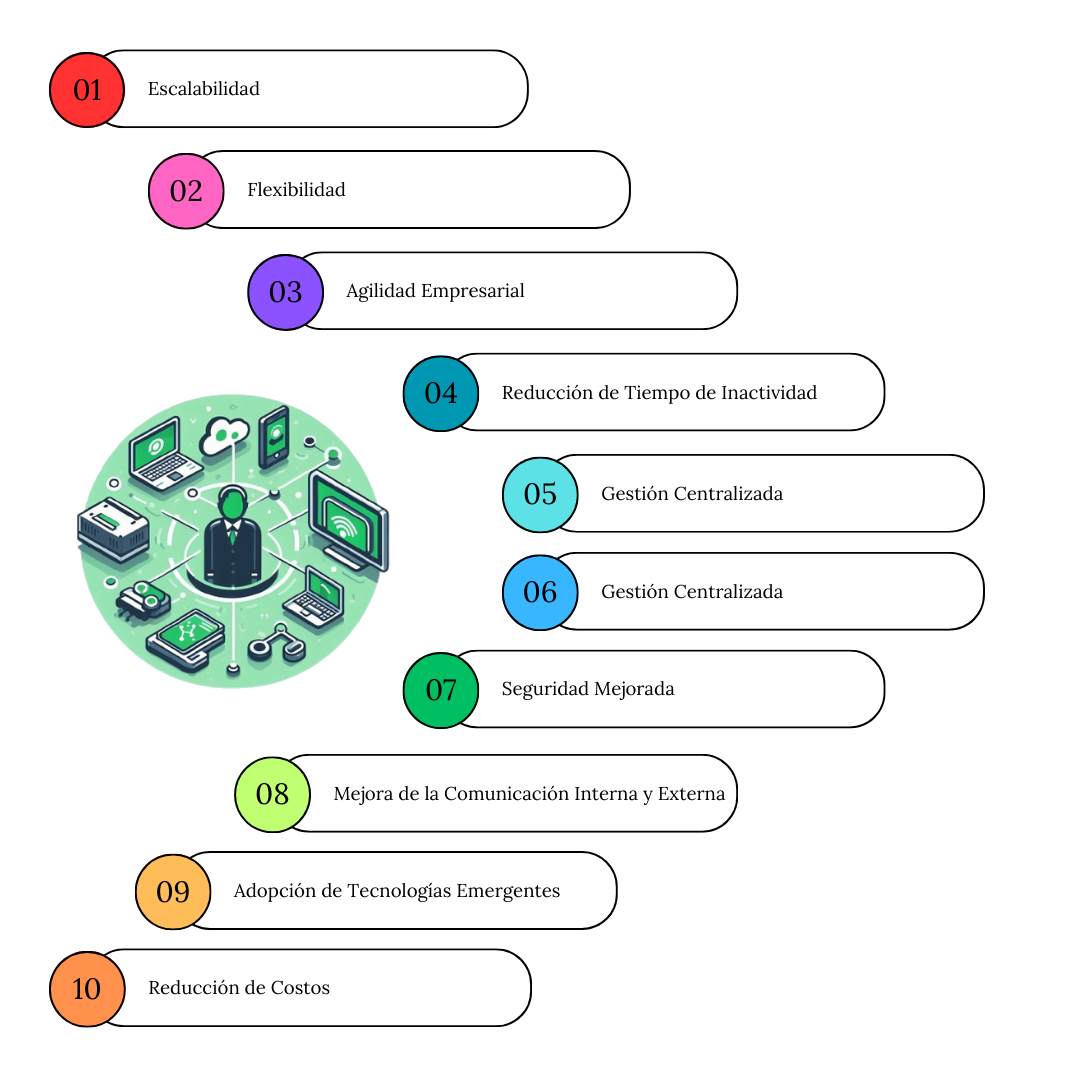 01 Escalabilidad
02 Flexibilidad
03 Agilidad Empresarial
04 Reducción de Tiempo de Inactividad
05 Gestión Centralizada
06 Gestión Centralizada
07 Seguridad Mejorada
08 Mejora de la Comunicación Interna y Externa
09 Adopción de Tecnologías Emergentes
10 Reducción de Costos